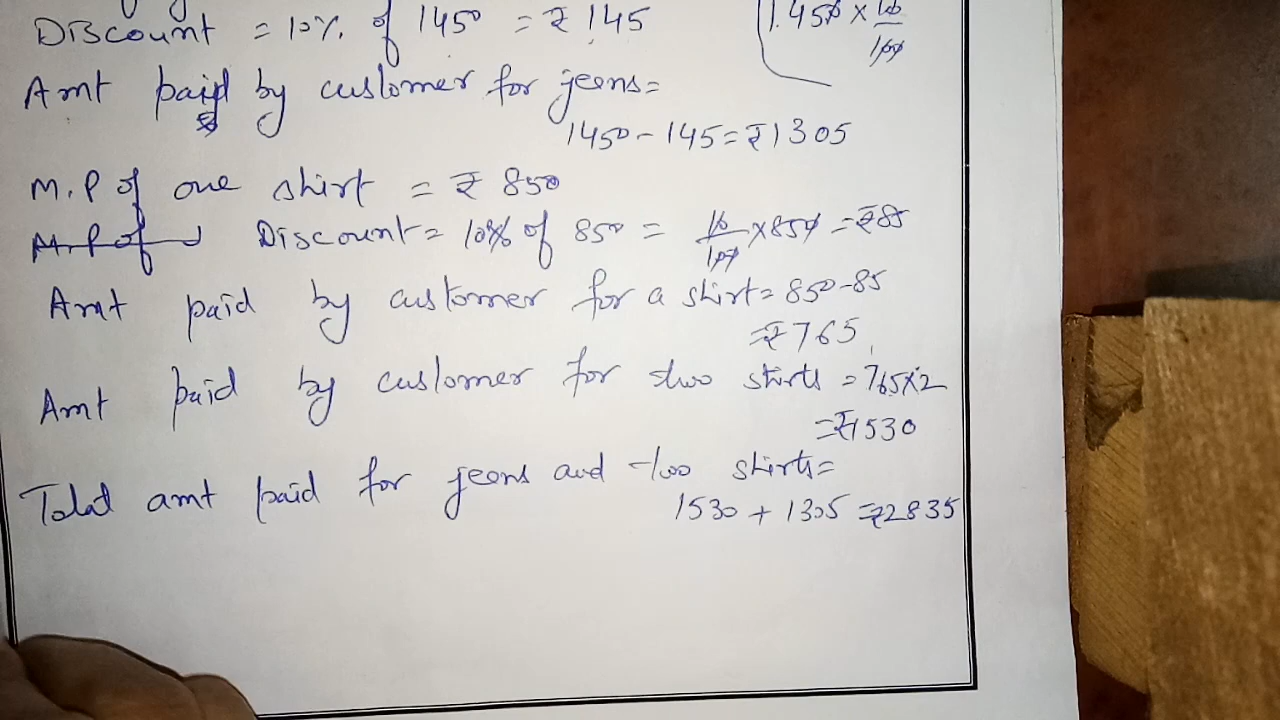 Discount = 10% of 1450 = ₹ 145
1450 × 10/100
Amt paid by customer for jeens=
1450-145=₹1305
M.P of one shirt = ₹ 850
M.P of Discount= 10% of 850 = 10/100 ×850 =₹85
Amt paid by customer for a shirt= 850-85
=₹765
Amt paid by customer for two shirts =765×2
=₹1530
Total amt paid for jeens and two shirts=
1530 + 1305 =₹2835